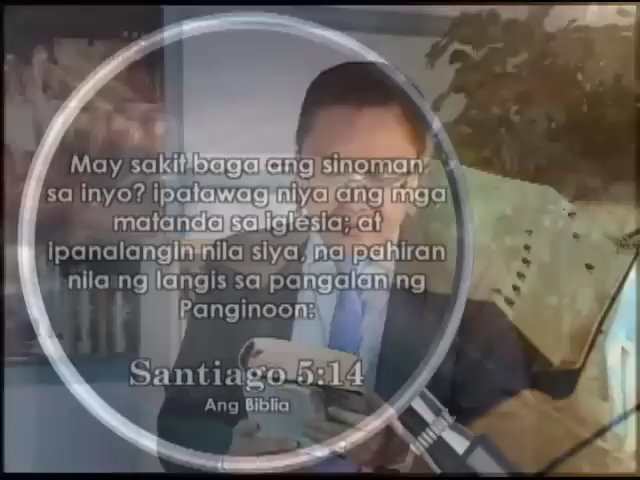 May sakit baga ang sinoman
sa inyo? ipatawag niya ang mga
matanda sa iglesia; at
ipanalangin nila siya, na pahiran
nila ng langis sa pangalan ng
Panginoon:
Santiago 5:14
Ang Biblia